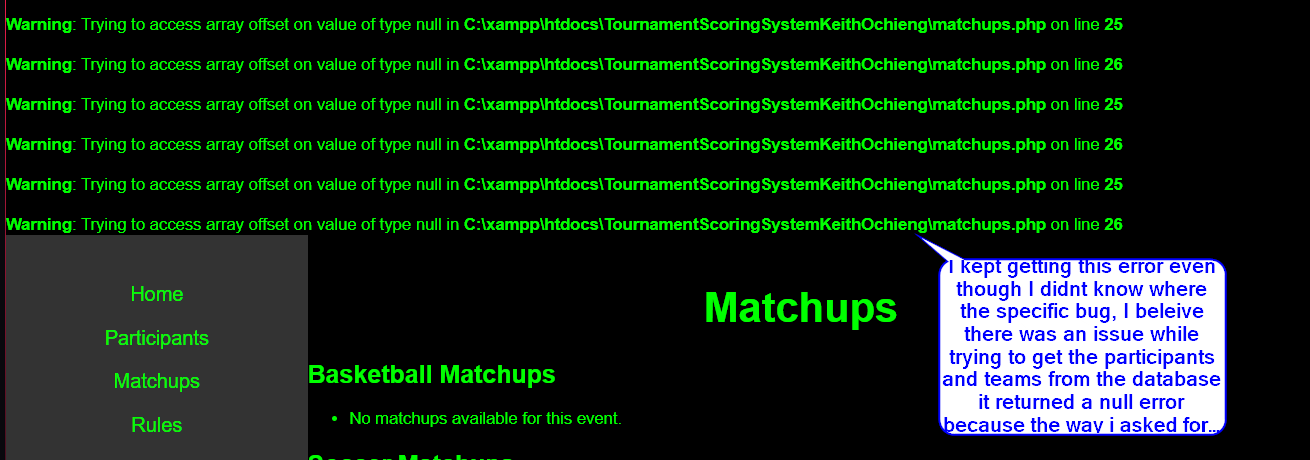 Warning: Trying to access array offset on value of type null in C:\xampp\htdocs\TournamentScoringSystemKeithOchieng\matchups.php on line 25
Warning: Trying to access array offset on value of type null in C:\xampp\htdocs\TournamentScoringSystemKeithOchieng\matchups.php on line 26
Warning: Trying to access array offset on value of type null in C:\xampp\htdocs\TournamentScoringSystemKeithOchieng\matchups.php on line 25
Warning: Trying to access array offset on value of type null in C:\xampp\htdocs\TournamentScoringSystemKeithOchieng\matchups.php on line 26
Warning: Trying to access array offset on value of type null in C:\xampp\htdocs\TournamentScoringSystemKeithOchieng\matchups.php on line 25
Warning: Trying to access array offset on value of type null in C:\xampp\htdocs\TournamentScoringSystemKeithOchieng\matchups.php on line 26
Home
Participants
Matchups
Rules
Matchups
Basketball Matchups
• No matchups available for this event.
Soccer Matchups
I kept getting this error even
though I didnt know where
the specific bug, I beleive
there was an issue while
trying to get the participants
and teams from the database
it returned a null error
because the way i asked for...